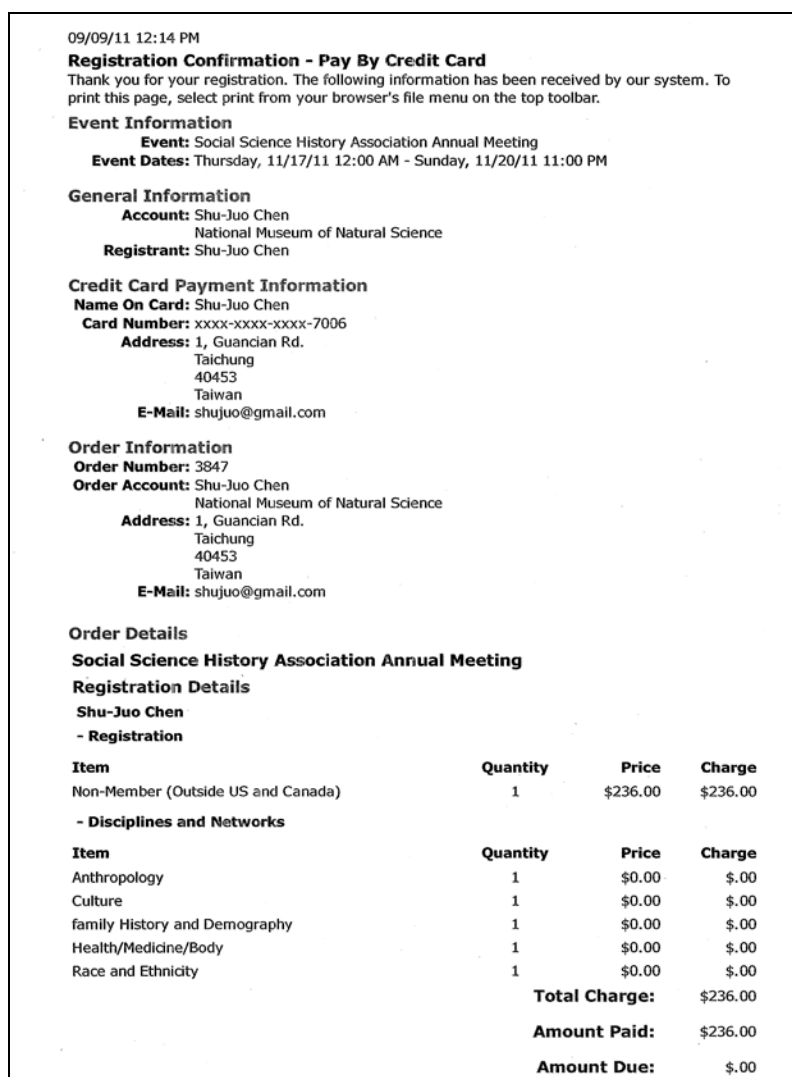 09/09/11 12:14 PM
Registration Confirmation - Pay By Credit Card
Thank you for your registration. The following information has been received by our system. To
print this page, select print from your browser's file menu on the top toolbar.
Event Information
Event: Social Science History Association Annual Meeting
Event Dates: Thursday, 11/17/11 12:00 AM - Sunday, 11/20/11 11:00 PM
General Information
Account: Shu-Juo Chen
National Museum of Natural Science
Registrant: Shu-Juo Chen
Credit Card Payment Information
Name On Card: Shu-Juo Chen
Card Number: xxxx-xxxx-xxxx-7006
Address: 1, Guancian Rd.
Taichung
40453
Taiwan
E-Mail: shujuo@gmail.com
Order Information
Order Number: 3847
Order Account: Shu-Juo Chen
National Museum of Natural Science
Address: 1, Guancian Rd.
Taichung
40453
Taiwan
E-Mail: shujuo@gmail.com
Order Details
Social Science History Association Annual Meeting
Registration Details
Shu-Juo Chen
- Registration
Item Quantity Price Charge
Non-Member (Outside US and Canada) 1 $236.00 $236.00
- Disciplines and Networks
Item Quantity Price Charge
Anthropology 1 $0.00 $.00
Culture 1 $0.00 $.00
family History and Demography 1 $0.00 $.00
Health/Medicine/Body 1 $0.00 $.00
Race and Ethnicity 1 $0.00 $.00
Total Charge: $236.00
Amount Paid: $236.00
Amount Due: $.00